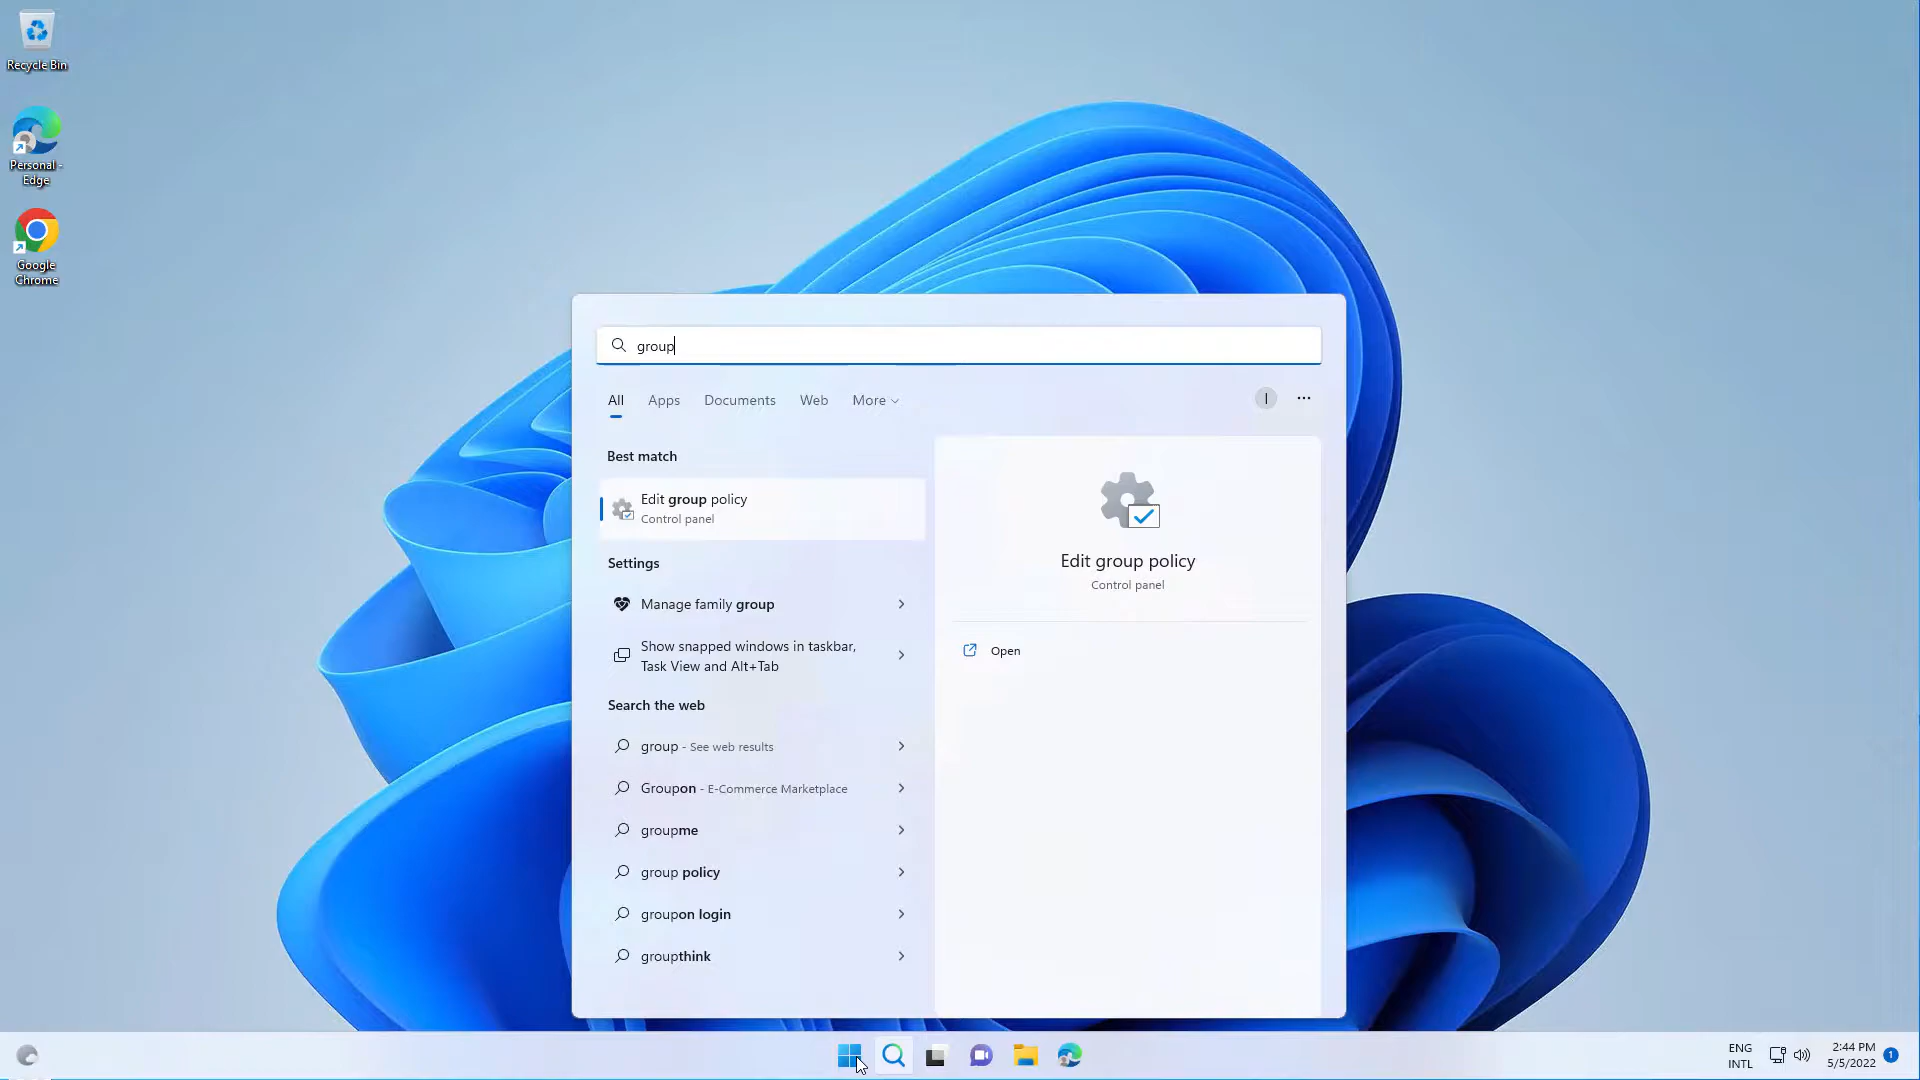 Recycle Bin
Personal -
Edge
Google
Chrome
group
All
Apps
Documents
Web
More
I
Best match
Edit group policy
Control panel
Settings
Manage family group
Show snapped windows in taskbar,
Task View and Alt+Tab
Search the web
group - See web results
Groupon - E-Commerce Marketplace
groupme
group policy
groupon login
groupthink
Edit group policy
Control panel
Open
ENG
INTL
2:44 PM
5/5/2022
1